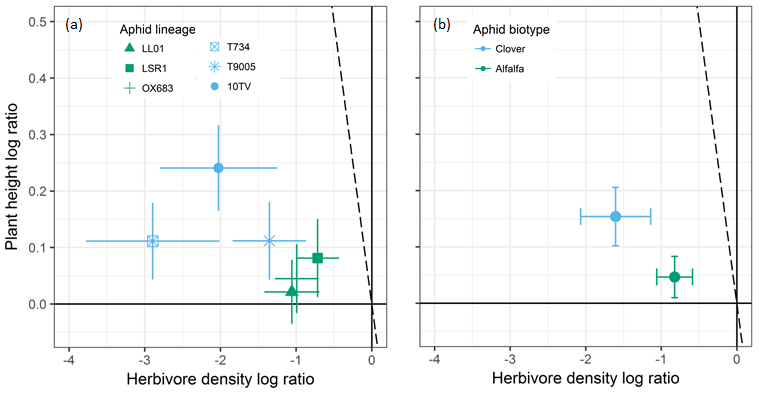 (a)
Aphid lineage
LL01
T734
LSR1
T9005
OX683
10TV
0.5
0.4
0.3
0.2
0.1
0.0
Plant height log ratio
-4
-3
-2
-1
0
Herbivore density log ratio
(b)
Aphid biotype
Clover
Alfalfa
-4
-3
-2
-1
0
Herbivore density log ratio